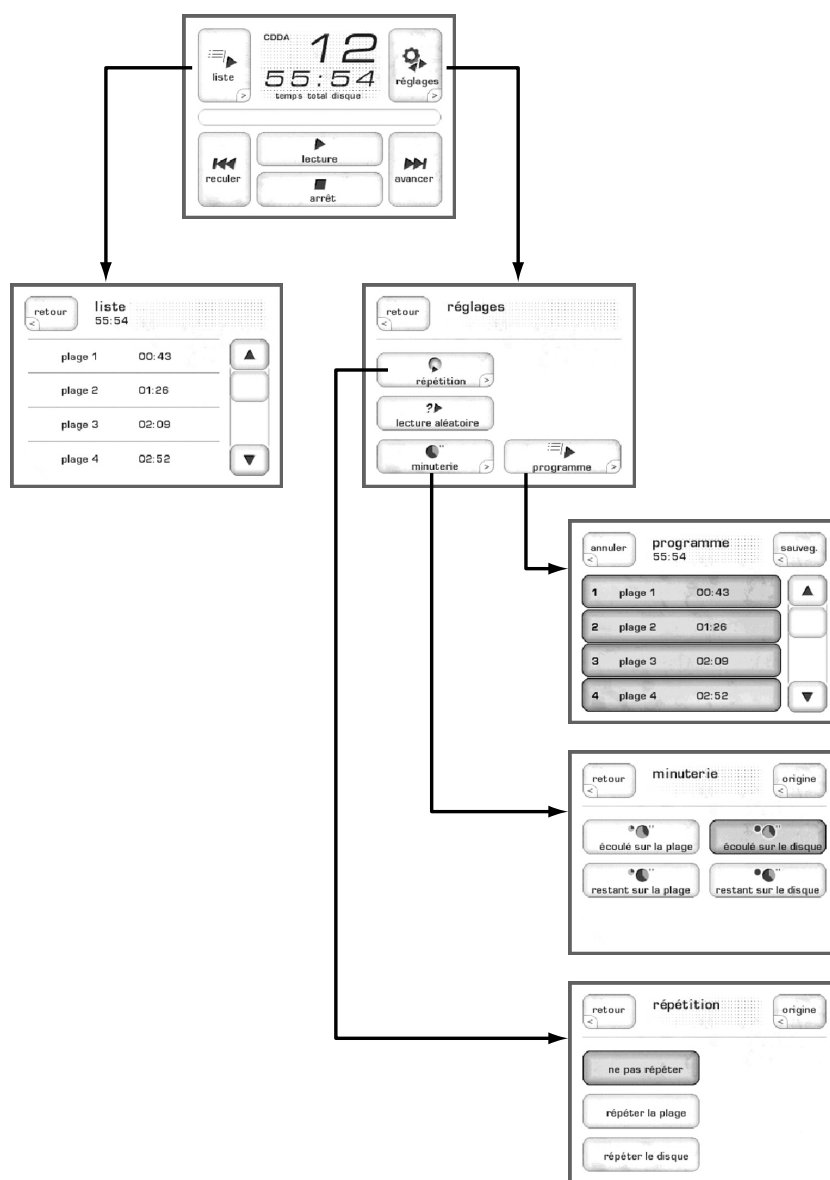 CDDA 12
liste 55:54 réglages
temps total disque
lecture
reculer avancer
arrêt
retour liste
55:54
plage 1 00:43
plage 2 01:26
plage 3 02:09
plage 4 02:52
retour réglages
répétition
?
lecture aléatoire
minuterie programme
annuler programme sauveg.
55:54
1 plage 1 00:43
2 plage 2 01:26
3 plage 3 02:09
4 plage 4 02:52
retour minuterie origine
écoulé sur la plage écoulé sur le disque
restant sur la plage restant sur le disque
retour répétition origine
ne pas répéter
répéter la plage
répéter le disque